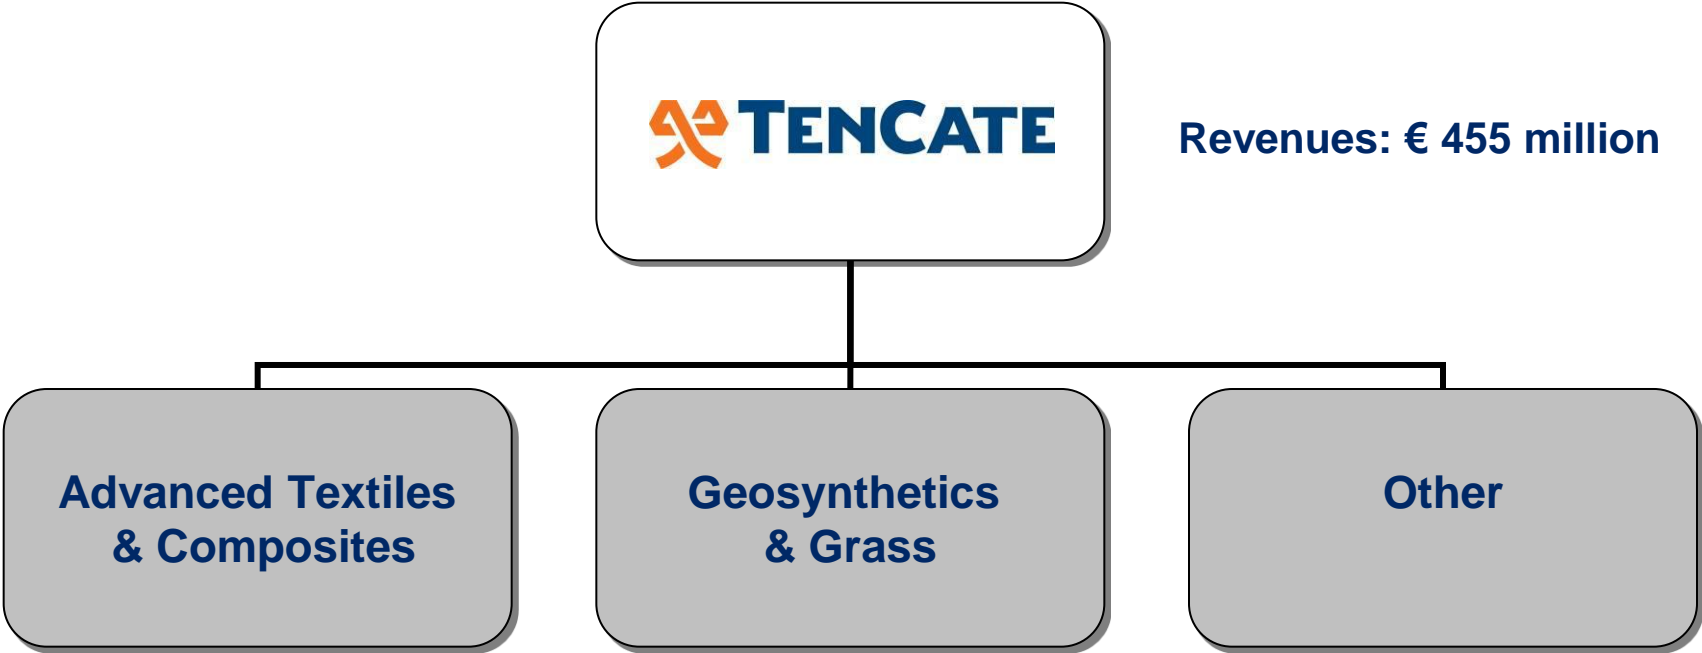 TENCATE
Revenues: € 455 million
Advanced Textiles
& Composites
Geosynthetics
& Grass
Other